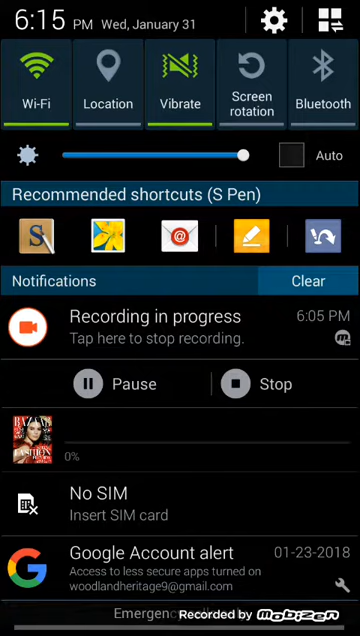 6:15 PM Wed, January 31
Wi-Fi
Location
Vibrate
Screen
rotation
Bluetooth
Auto
Recommended shortcuts (S Pen)
Notifications
Clear
Recording in progress 6:05 PM
Tap here to stop recording.
Pause
Stop
BAZAAR
FASHION
0%
No SIM
Insert SIM card
Google Account alert 01-23-2018
Access to less secure apps turned on
woodlandheritage9@gmail.com
Emergency
Recorded by Mobizen